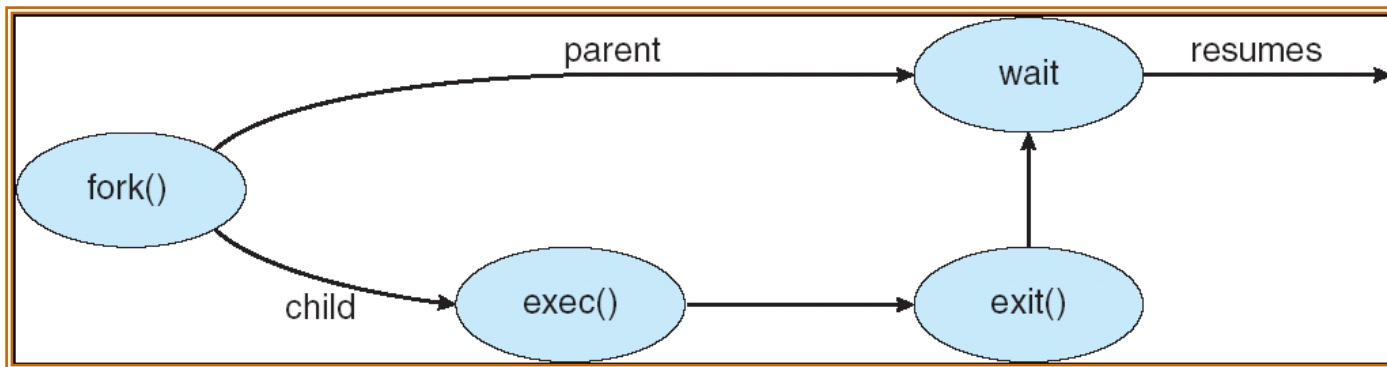 parent
wait
resumes
fork()
child
exec()
exit()